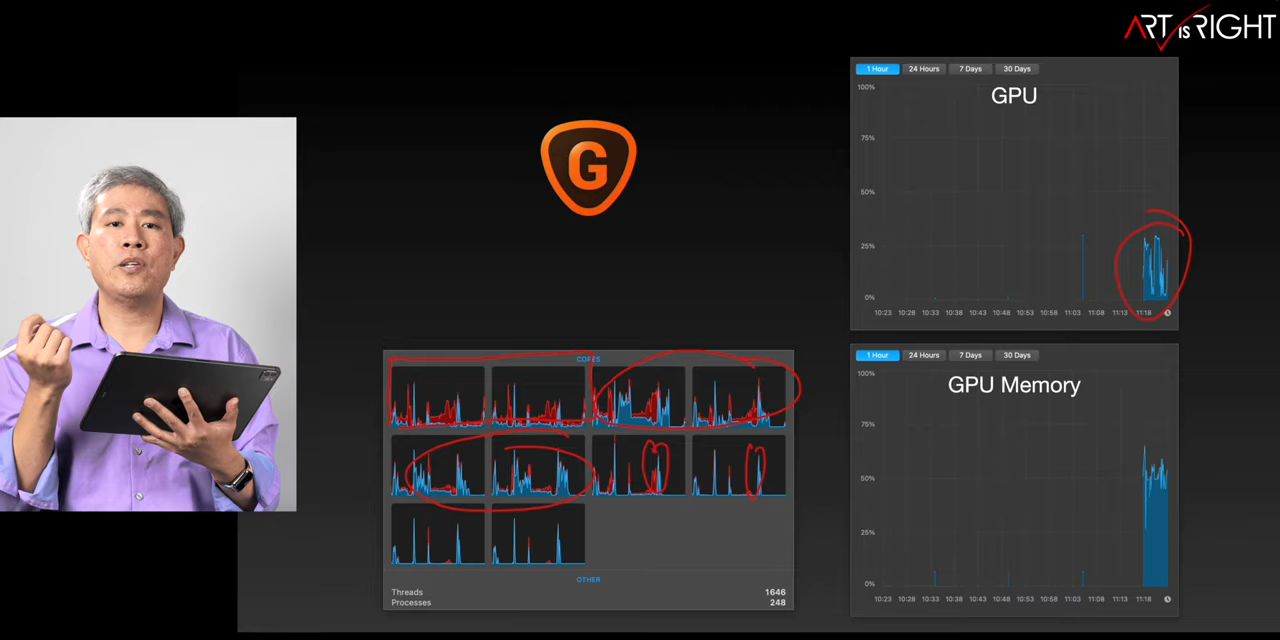 ART IS RIGHT
1 Hour 24 Hours 7 Days 30 Days
GPU
100%
75%
50%
25%
0%
10:23 10:28 10:33 10:38 10:43 10:48 10:53 10:58 11:03 11:08 11:13 11:18
G
CORES
OTHER
Threads 1646
Processes 248
1 Hour 24 Hours 7 Days 30 Days
GPU Memory
100%
75%
50%
25%
0%
10:23 10:28 10:33 10:38 10:43 10:48 10:53 10:58 11:03 11:08 11:13 11:18